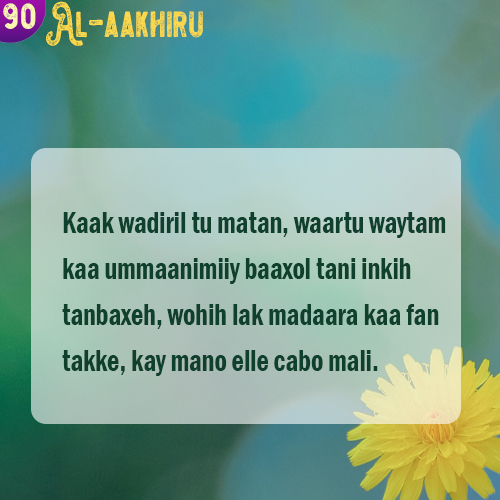 90 Al-aakhiru
Kaak wadiril tu matan, waartu waytam
kaa ummaanimiiy baaxol tani inkih
tanbaxeh, wohih lak madaara kaa fan
takke, kay mano elle cabo mali.